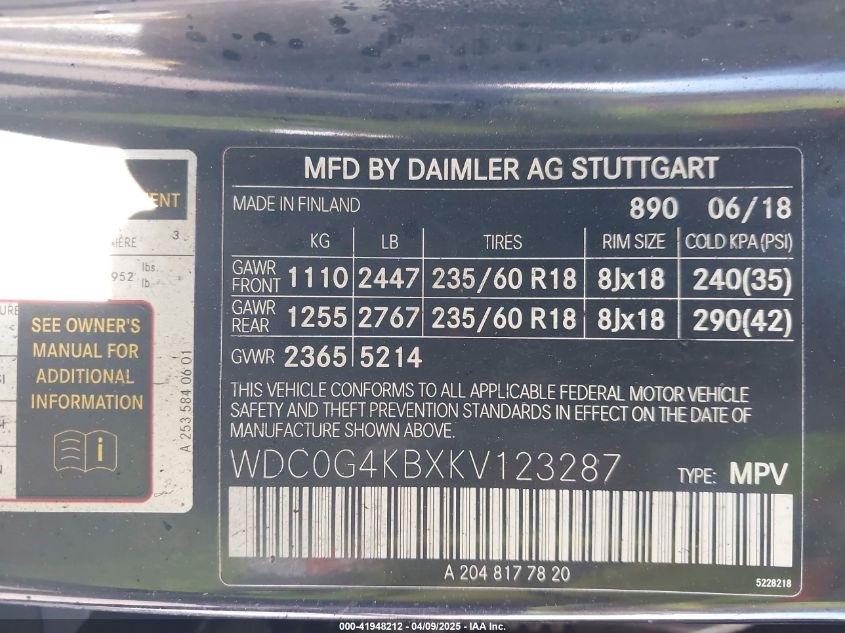 MFD BY DAIMLER AG STUTTGART
MADE IN FINLAND 890 06/18
KG LB TIRES RIM SIZE COLD KPA(PSI)
GAWR FRONT 1110 2447 235/60 R18 8Jx18 240(35)
GAWR REAR 1255 2767 235/60 R18 8Jx18 290(42)
GVWR 2365 5214
THIS VEHICLE CONFORMS TO ALL APPLICABLE FEDERAL MOTOR VEHICLE
SAFETY AND THEFT PREVENTION STANDARDS IN EFFECT ON THE DATE OF
MANUFACTURE SHOWN ABOVE.
WDC0G4KBXKV123287 TYPE: MPV
A 204 817 78 20
5228218
3
952 lbs.
lb.
SEE OWNER'S
MANUAL FOR
ADDITIONAL
INFORMATION
i
A 253 584 06 01
000-41948212 - 04/09/2025 - IAA Inc.